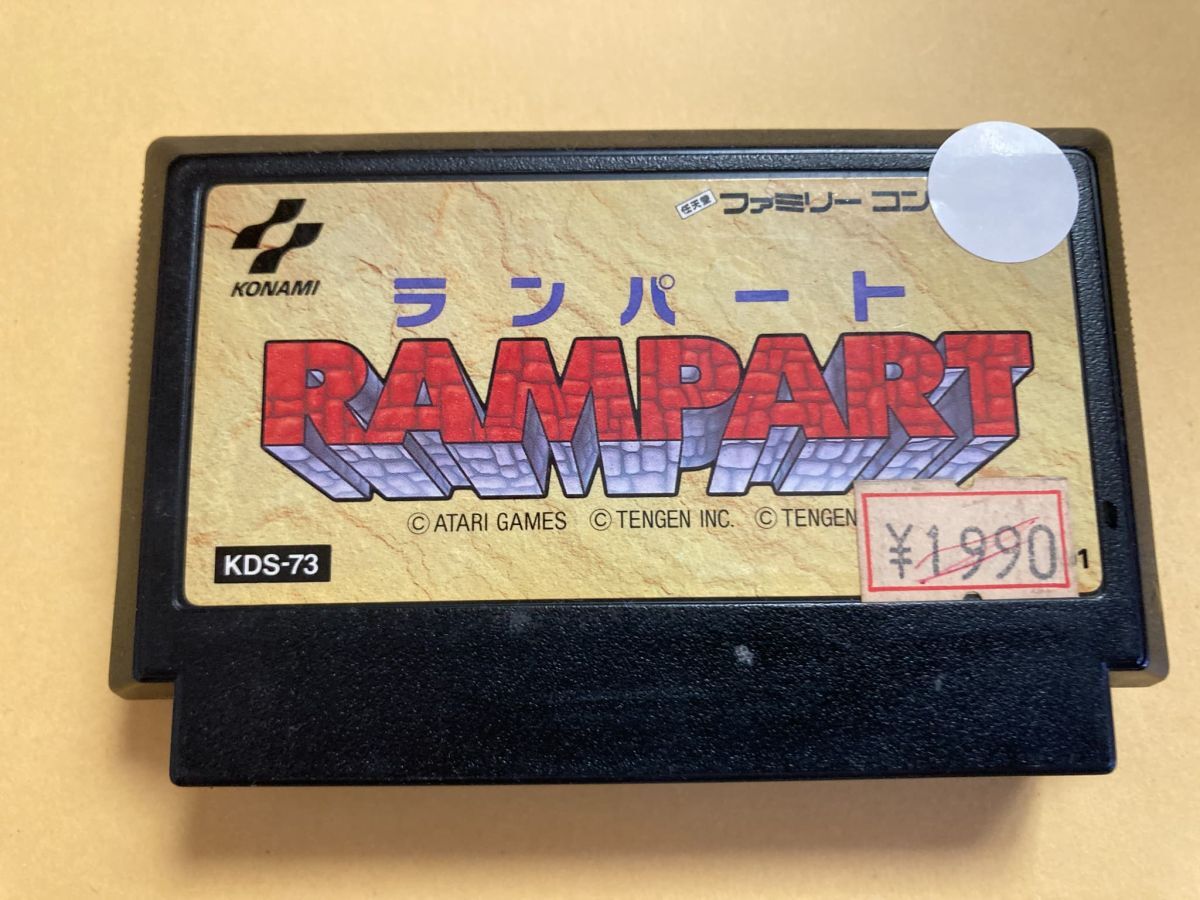 任天堂 ファミリー コン
KONAMI
ランパート
RAMPART
© ATARI GAMES © TENGEN INC. © TENGEN
KDS-73
¥1990